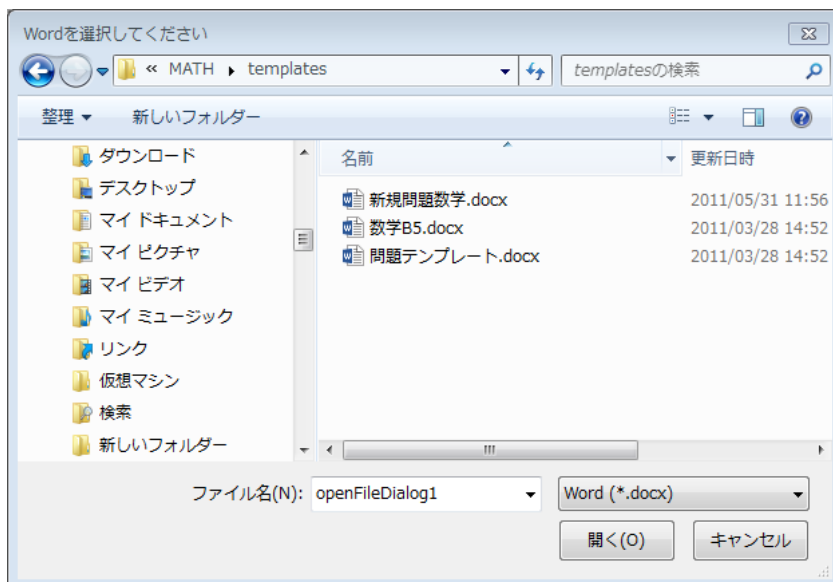 Wordを選択してください
« MATH ▸ templates
templatesの検索
整理
新しいフォルダー
ダウンロード
デスクトップ
マイ ドキュメント
マイ ピクチャ
マイ ビデオ
マイ ミュージック
リンク
仮想マシン
検索
新しいフォルダー
名前 更新日時
新規問題数学.docx 2011/05/31 11:56
数学B5.docx 2011/03/28 14:52
問題テンプレート.docx 2011/03/28 14:52
ファイル名(N): openFileDialog1 Word (*.docx)
開く(O) キャンセル